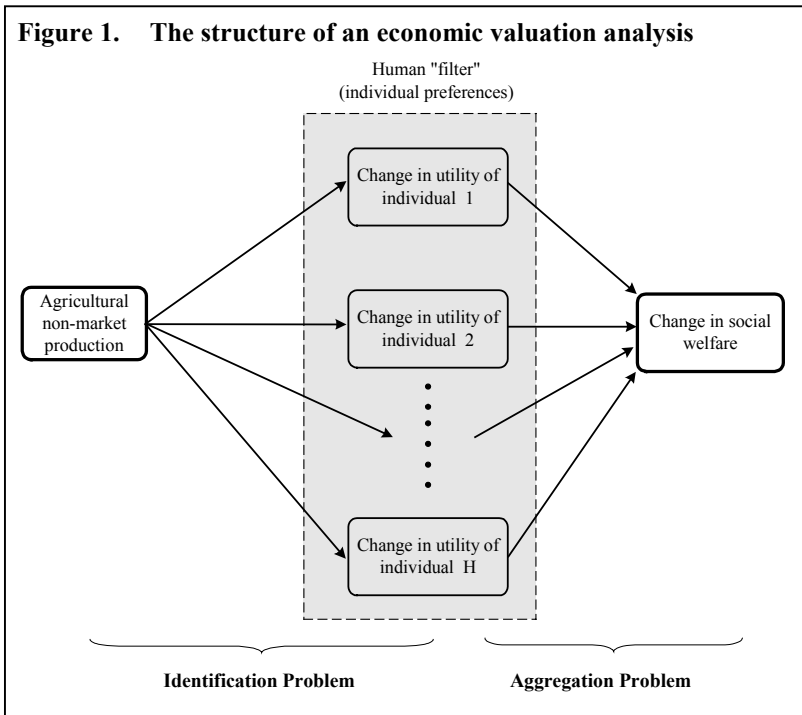 Figure 1. The structure of an economic valuation analysis
Human "filter"
(individual preferences)
Change in utility of
individual 1
Agricultural
non-market
production
Change in utility of
individual 2
Change in social
welfare
Change in utility of
individual H
Identification Problem
Aggregation Problem